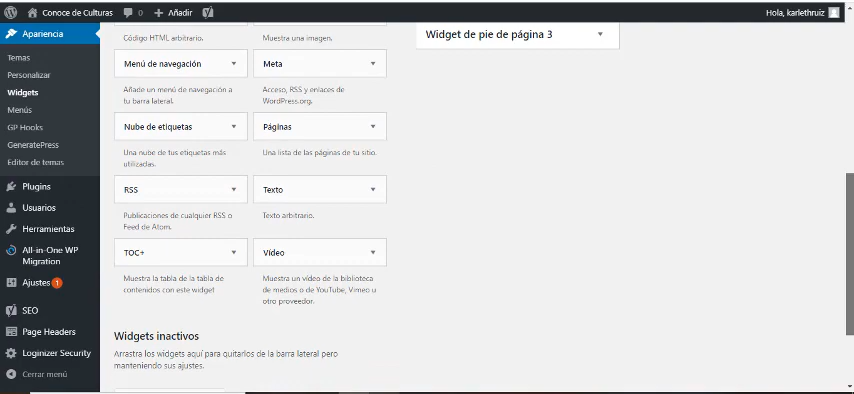 Conoce de Culturas 0 + Añadir Hola, karlethruiz
Apariencia
Temas
Personalizar
Widgets
Menús
GP Hooks
GeneratePress
Editor de temas
Plugins
Usuarios
Herramientas
All-in-One WP
Migration
Ajustes 1
SEO
Page Headers
Loginizer Security
Cerrar menú
Código HTML arbitrario.
Muestra una imagen.
Menú de navegación
Añade un menú de navegación a
tu barra lateral.
Meta
Acceso, RSS y enlaces de
WordPress.org.
Nube de etiquetas
Una nube de tus etiquetas más
utilizadas.
Páginas
Una lista de las páginas de tu sitio.
RSS
Publicaciones de cualquier RSS o
Feed de Atom.
Texto
Texto arbitrario.
TOC+
Muestra la tabla de la tabla de
contenidos con este widget
Vídeo
Muestra un vídeo de la biblioteca
de medios o de YouTube, Vimeo u
otro proveedor.
Widgets inactivos
Arrastra los widgets aquí para quitarlos de la barra lateral pero
manteniendo sus ajustes.
Widget de pie de página 3